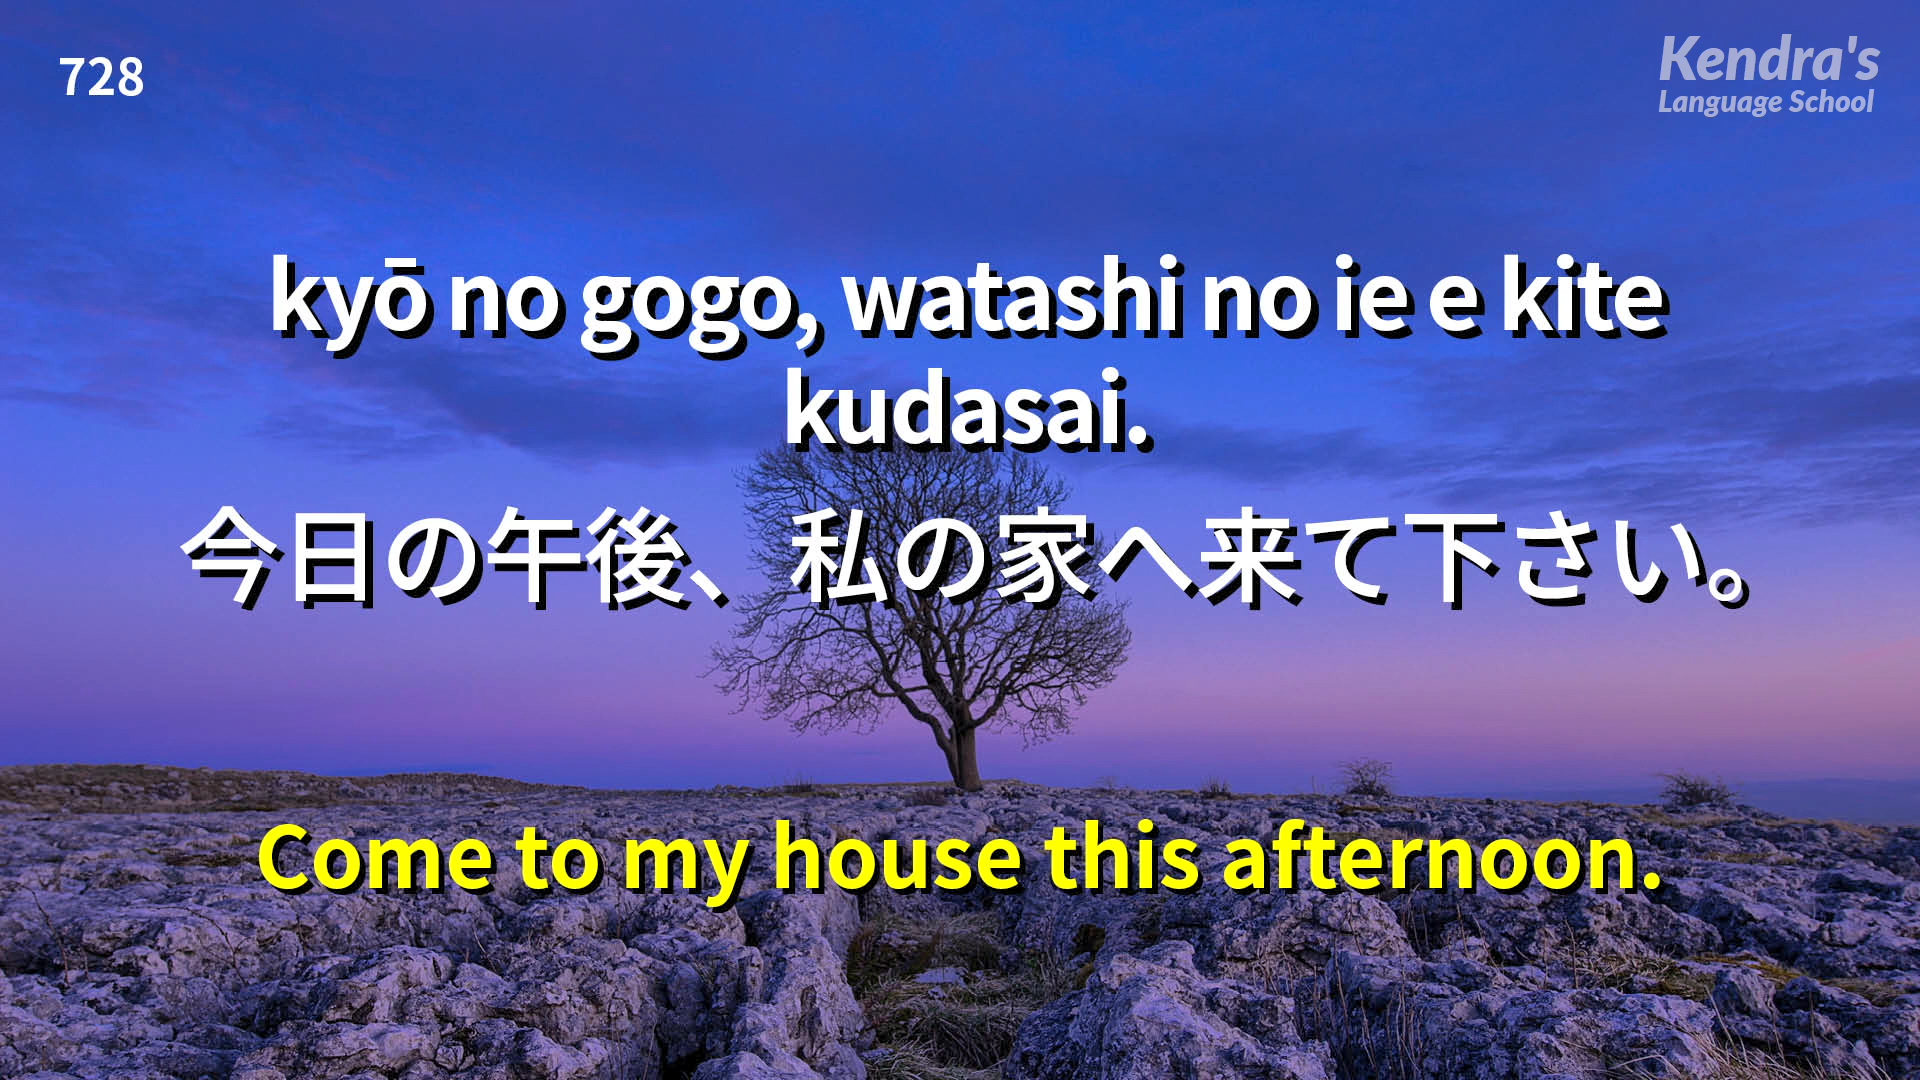 728
Kendra's
Language School
kyō no gogo, watashi no ie e kite
kudasai.
今日の午後、私の家へ来て下さい。
Come to my house this afternoon.